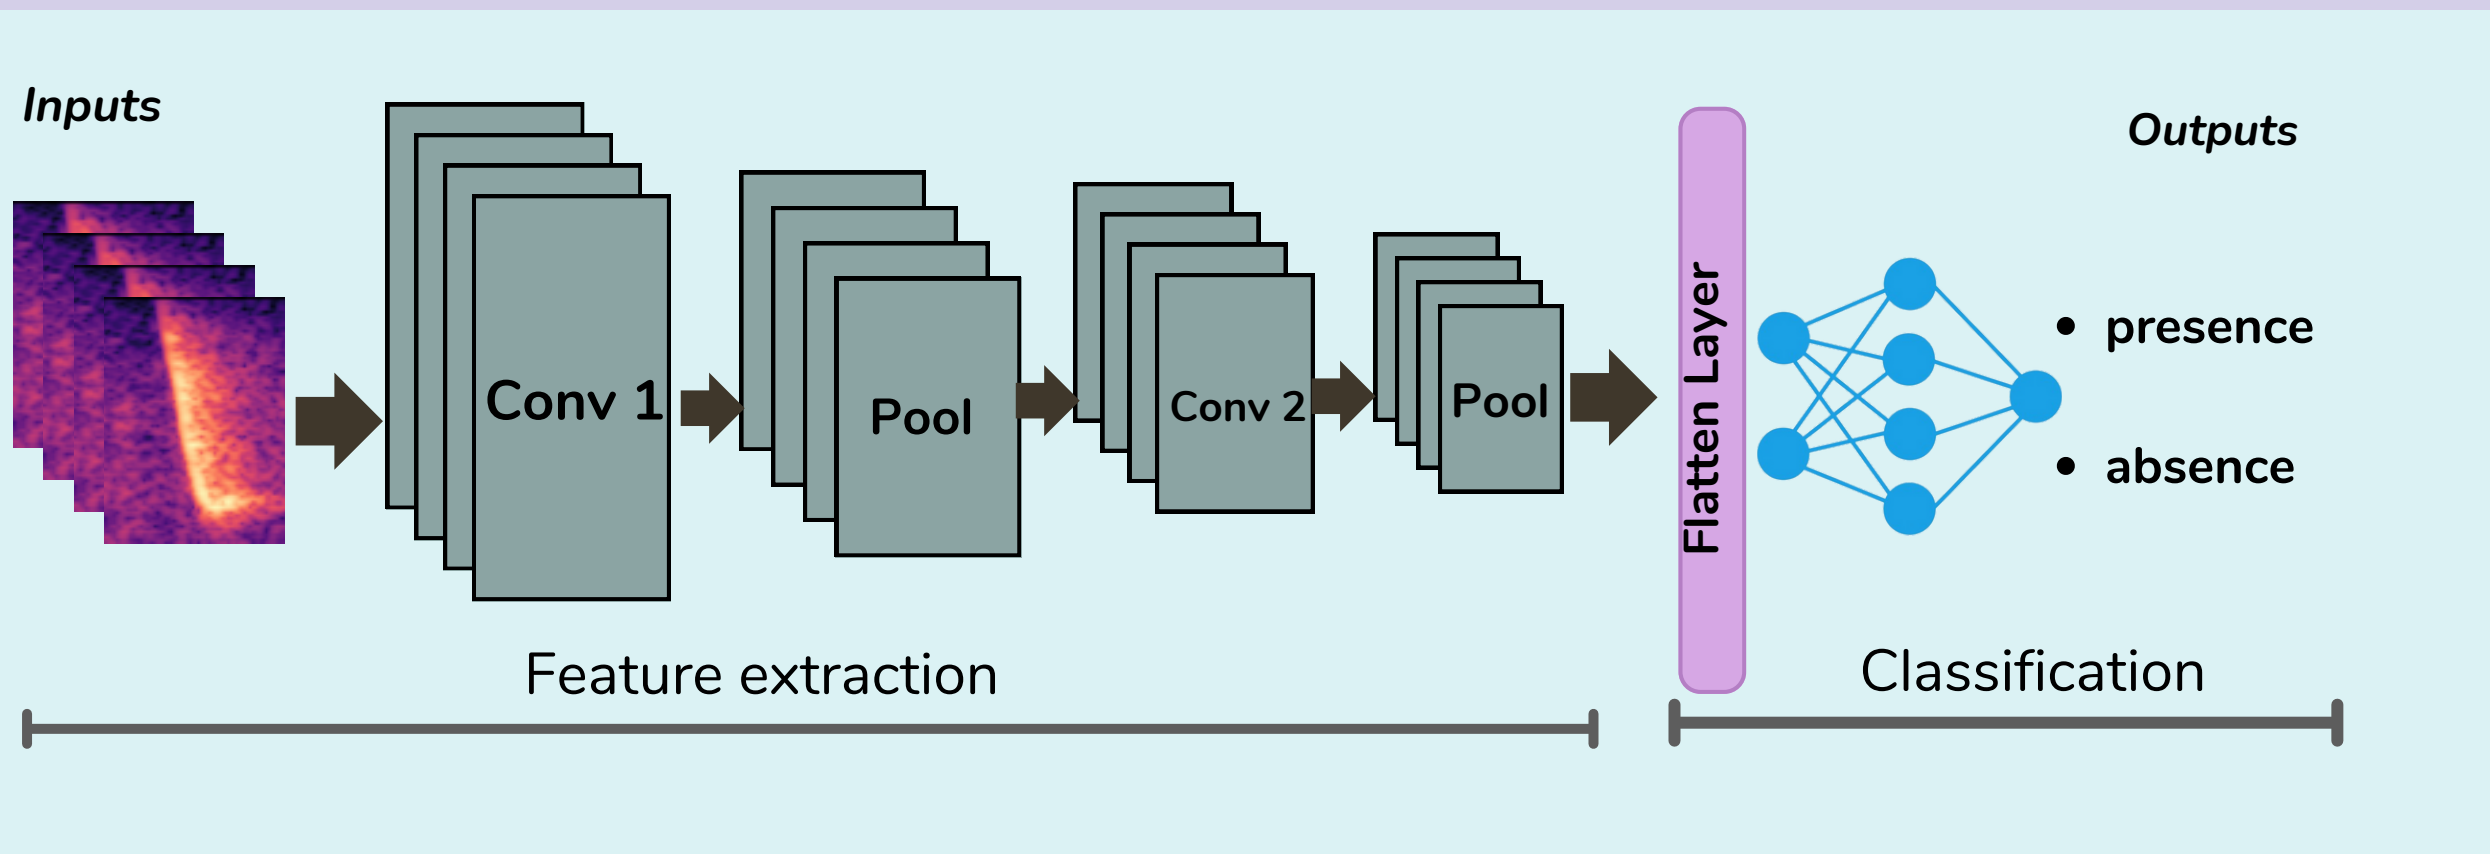 Inputs
Conv 1
Pool
Conv 2
Pool
Flatten Layer
Outputs
• presence
• absence
Feature extraction
Classification